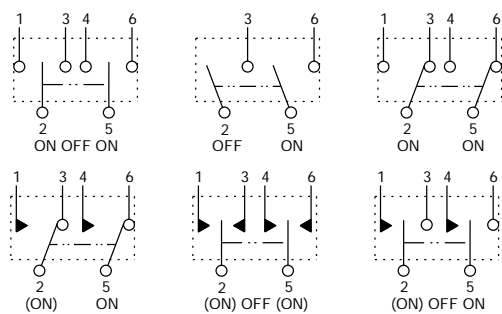 1 3 4 6
2 5
ON OFF ON
3 6
2 5
OFF ON
1 3 4 6
2 5
ON ON
1 3 4 6
2 5
(ON) ON
1 3 4 6
2 5
(ON) OFF (ON)
1 3 4 6
2 5
(ON) OFF ON